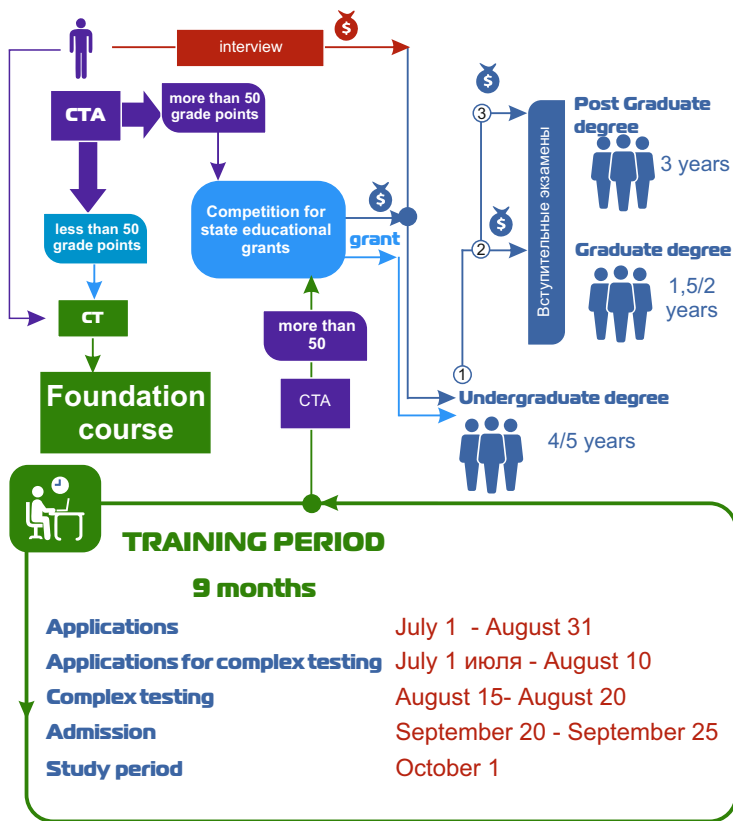 $
interview
CTA
more than 50
grade points
less than 50
grade points
CT
Foundation
course
Competition for
state educational
grants
$
grant
more than
50
CTA
$
3
Post Graduate
degree
3 years
Вступительные экзамены
$
2
Graduate degree
1,5/2
years
1
Undergraduate degree
4/5 years
TRAINING PERIOD
9 months
Applications July 1 - August 31
Applications for complex testing July 1 июля - August 10
Complex testing August 15- August 20
Admission September 20 - September 25
Study period October 1